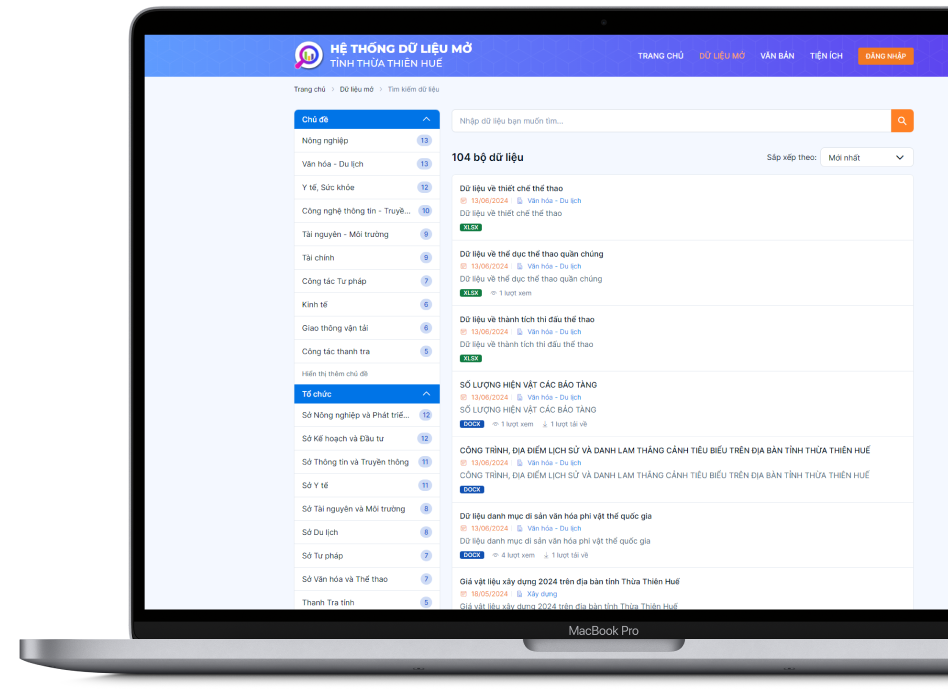 HỆ THỐNG DỮ LIỆU MỞ
TỈNH THỪA THIÊN HUẾ
TRANG CHỦ
DỮ LIỆU MỞ
VĂN BẢN
TIỆN ÍCH
ĐĂNG NHẬP
Trang chủ > Dữ liệu mở > Tìm kiếm dữ liệu
Chủ đề
Nông nghiệp 13
Văn hóa - Du lịch 13
Y tế, Sức khỏe 12
Công nghệ thông tin - Truyề... 10
Tài nguyên - Môi trường 9
Tài chính 9
Công tác Tư pháp 7
Kinh tế 6
Giao thông vận tải 6
Công tác thanh tra 5
Hiển thị thêm chủ đề
Tổ chức
Sở Nông nghiệp và Phát triể... 12
Sở Kế hoạch và Đầu tư 12
Sở Thông tin và Truyền thông 11
Sở Y tế 11
Sở Tài nguyên và Môi trường 8
Sở Du lịch 8
Sở Tư pháp 7
Sở Văn hóa và Thể thao 7
Thanh Tra tỉnh 5
Nhập dữ liệu bạn muốn tìm...
104 bộ dữ liệu
Sắp xếp theo: Mới nhất
Dữ liệu về thiết chế thể thao
13/06/2024 Văn hóa - Du lịch
Dữ liệu về thiết chế thể thao
XLSX
Dữ liệu về thể dục thể thao quần chúng
13/06/2024 Văn hóa - Du lịch
Dữ liệu về thể dục thể thao quần chúng
XLSX 1 lượt xem
Dữ liệu về thành tích thi đấu thể thao
13/06/2024 Văn hóa - Du lịch
Dữ liệu về thành tích thi đấu thể thao
XLSX
SỐ LƯỢNG HIỆN VẬT CÁC BẢO TÀNG
13/06/2024 Văn hóa - Du lịch
SỐ LƯỢNG HIỆN VẬT CÁC BẢO TÀNG
DOCX 1 lượt xem 1 lượt tải về
CÔNG TRÌNH, ĐỊA ĐIỂM LỊCH SỬ VÀ DANH LAM THẮNG CẢNH TIÊU BIỂU TRÊN ĐỊA BÀN TỈNH THỪA THIÊN HUẾ
13/06/2024 Văn hóa - Du lịch
CÔNG TRÌNH, ĐỊA ĐIỂM LỊCH SỬ VÀ DANH LAM THẮNG CẢNH TIÊU BIỂU TRÊN ĐỊA BÀN TỈNH THỪA THIÊN HUẾ
DOCX
Dữ liệu danh mục di sản văn hóa phi vật thể quốc gia
13/06/2024 Văn hóa - Du lịch
Dữ liệu danh mục di sản văn hóa phi vật thể quốc gia
DOCX 4 lượt xem 1 lượt tải về
Giá vật liệu xây dựng 2024 trên địa bàn tỉnh Thừa Thiên Huế
18/05/2024 Xây dựng
Giá vật liệu xây dựng 2024 trên địa bàn tỉnh Thừa Thiên Huế
MacBook Pro